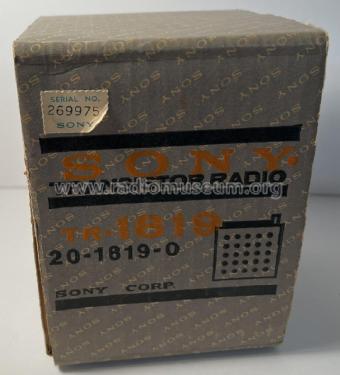 SERIAL NO.
269975
SONY
SONY
TRANSISTOR RADIO
www.radiomuseum.org
TR-1819
20-1819-0
SONY CORP.